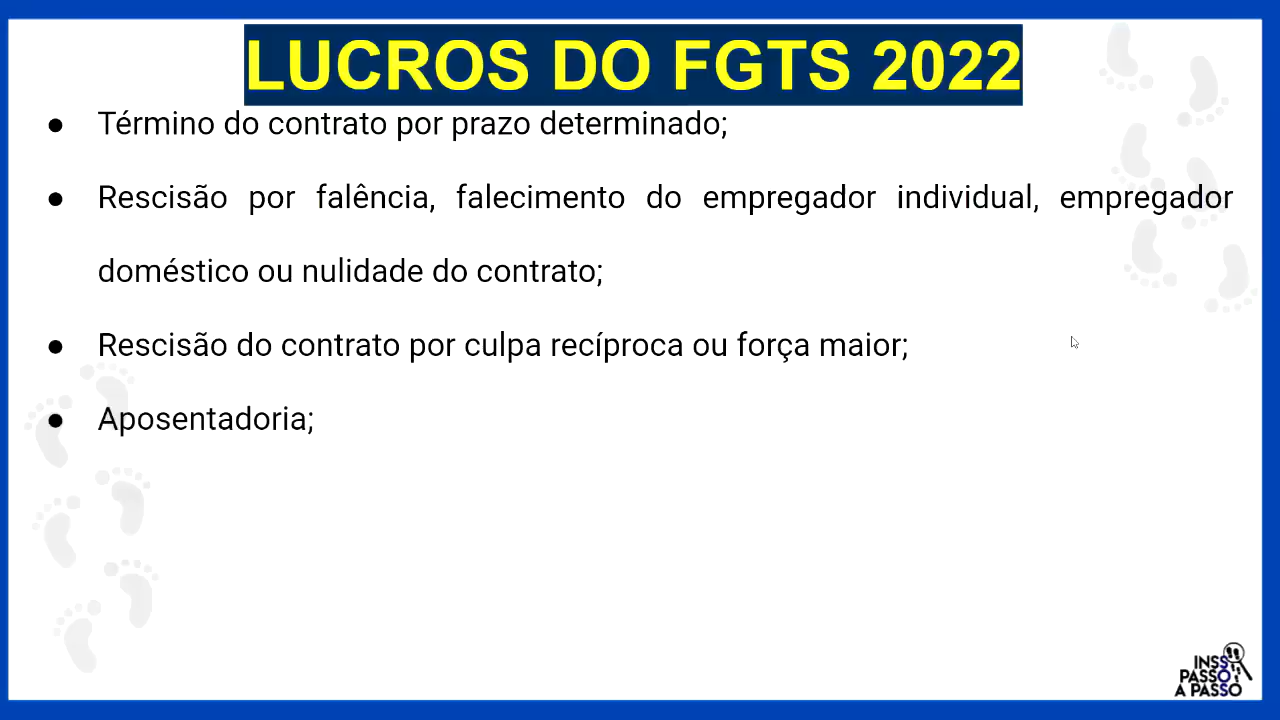 LUCROS DO FGTS 2022
● Término do contrato por prazo determinado;
● Rescisão por falência, falecimento do empregador individual, empregador
doméstico ou nulidade do contrato;
● Rescisão do contrato por culpa recíproca ou força maior;
● Aposentadoria;
INSS
PASSO
A PASSO